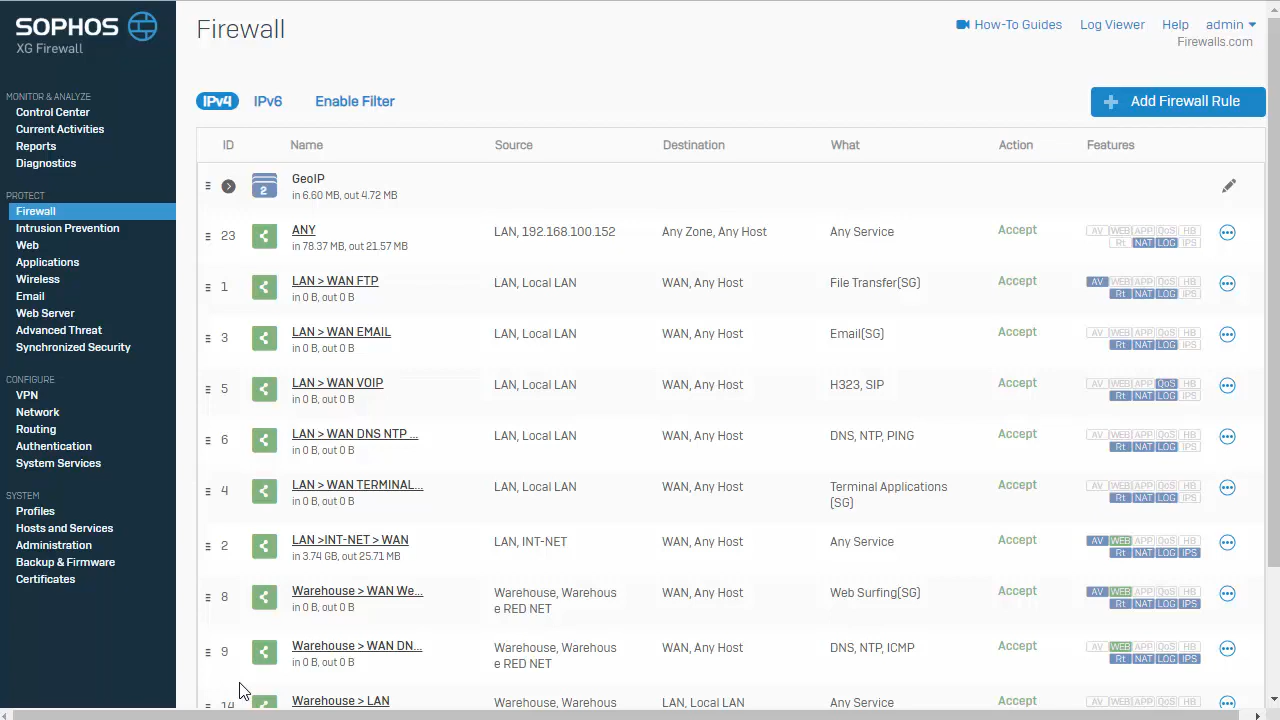 SOPHOS
XG Firewall
MONITOR & ANALYZE
Control Center
Current Activities
Reports
Diagnostics
PROTECT
Firewall
Intrusion Prevention
Web
Applications
Wireless
Email
Web Server
Advanced Threat
Synchronized Security
CONFIGURE
VPN
Network
Routing
Authentication
System Services
SYSTEM
Profiles
Hosts and Services
Administration
Backup & Firmware
Certificates
Firewall
How-To Guides Log Viewer Help admin
Firewalls.com
IPv4 IPv6 Enable Filter Add Firewall Rule
ID Name Source Destination What Action Features
2 GeoIP
in 6.60 MB, out 4.72 MB
23 ANY LAN, 192.168.100.152 Any Zone, Any Host Any Service Accept AV WEB APP QoS HB
in 78.37 MB, out 21.57 MB Rt NAT LOG IPS
1 LAN > WAN FTP LAN, Local LAN WAN, Any Host File Transfer(SG) Accept AV WEB APP QoS HB
in 0 B, out 0 B Rt NAT LOG IPS
3 LAN > WAN EMAIL LAN, Local LAN WAN, Any Host Email(SG) Accept AV WEB APP QoS HB
in 0 B, out 0 B Rt NAT LOG IPS
5 LAN > WAN VOIP LAN, Local LAN WAN, Any Host H323, SIP Accept AV WEB APP QoS HB
in 0 B, out 0 B Rt NAT LOG IPS
6 LAN > WAN DNS NTP ... LAN, Local LAN WAN, Any Host DNS, NTP, PING Accept AV WEB APP QoS HB
in 0 B, out 0 B Rt NAT LOG IPS
4 LAN > WAN TERMINAL... LAN, Local LAN WAN, Any Host Terminal Applications Accept AV WEB APP QoS HB
in 0 B, out 0 B (SG) Rt NAT LOG IPS
2 LAN >INT-NET > WAN LAN, INT-NET WAN, Any Host Any Service Accept AV WEB APP QoS HB
in 3.74 GB, out 25.71 MB Rt NAT LOG IPS
8 Warehouse > WAN We... Warehouse, Warehous WAN, Any Host Web Surfing(SG) Accept AV WEB APP QoS HB
in 0 B, out 0 B e RED NET Rt NAT LOG IPS
9 Warehouse > WAN DN... Warehouse, Warehous WAN, Any Host DNS, NTP, ICMP Accept AV WEB APP QoS HB
in 0 B, out 0 B e RED NET Rt NAT LOG IPS
14 Warehouse > LAN Warehouse, Warehous LAN, Local LAN Any Service Accept AV WEB APP QoS HB